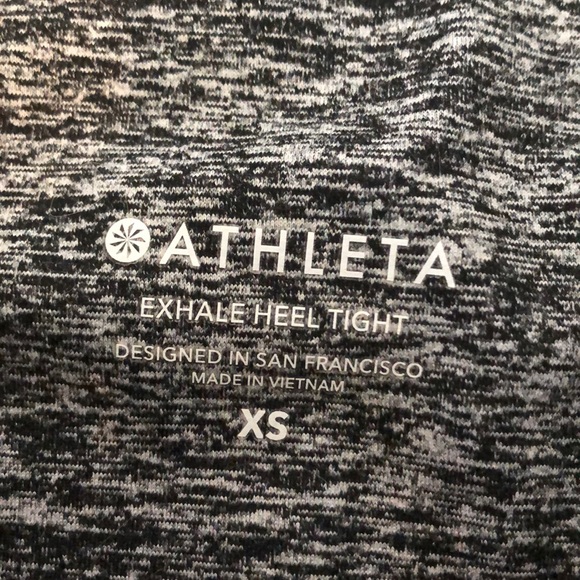 ATHLETA
EXHALE HEEL TIGHT
DESIGNED IN SAN FRANCISCO
MADE IN VIETNAM
XS